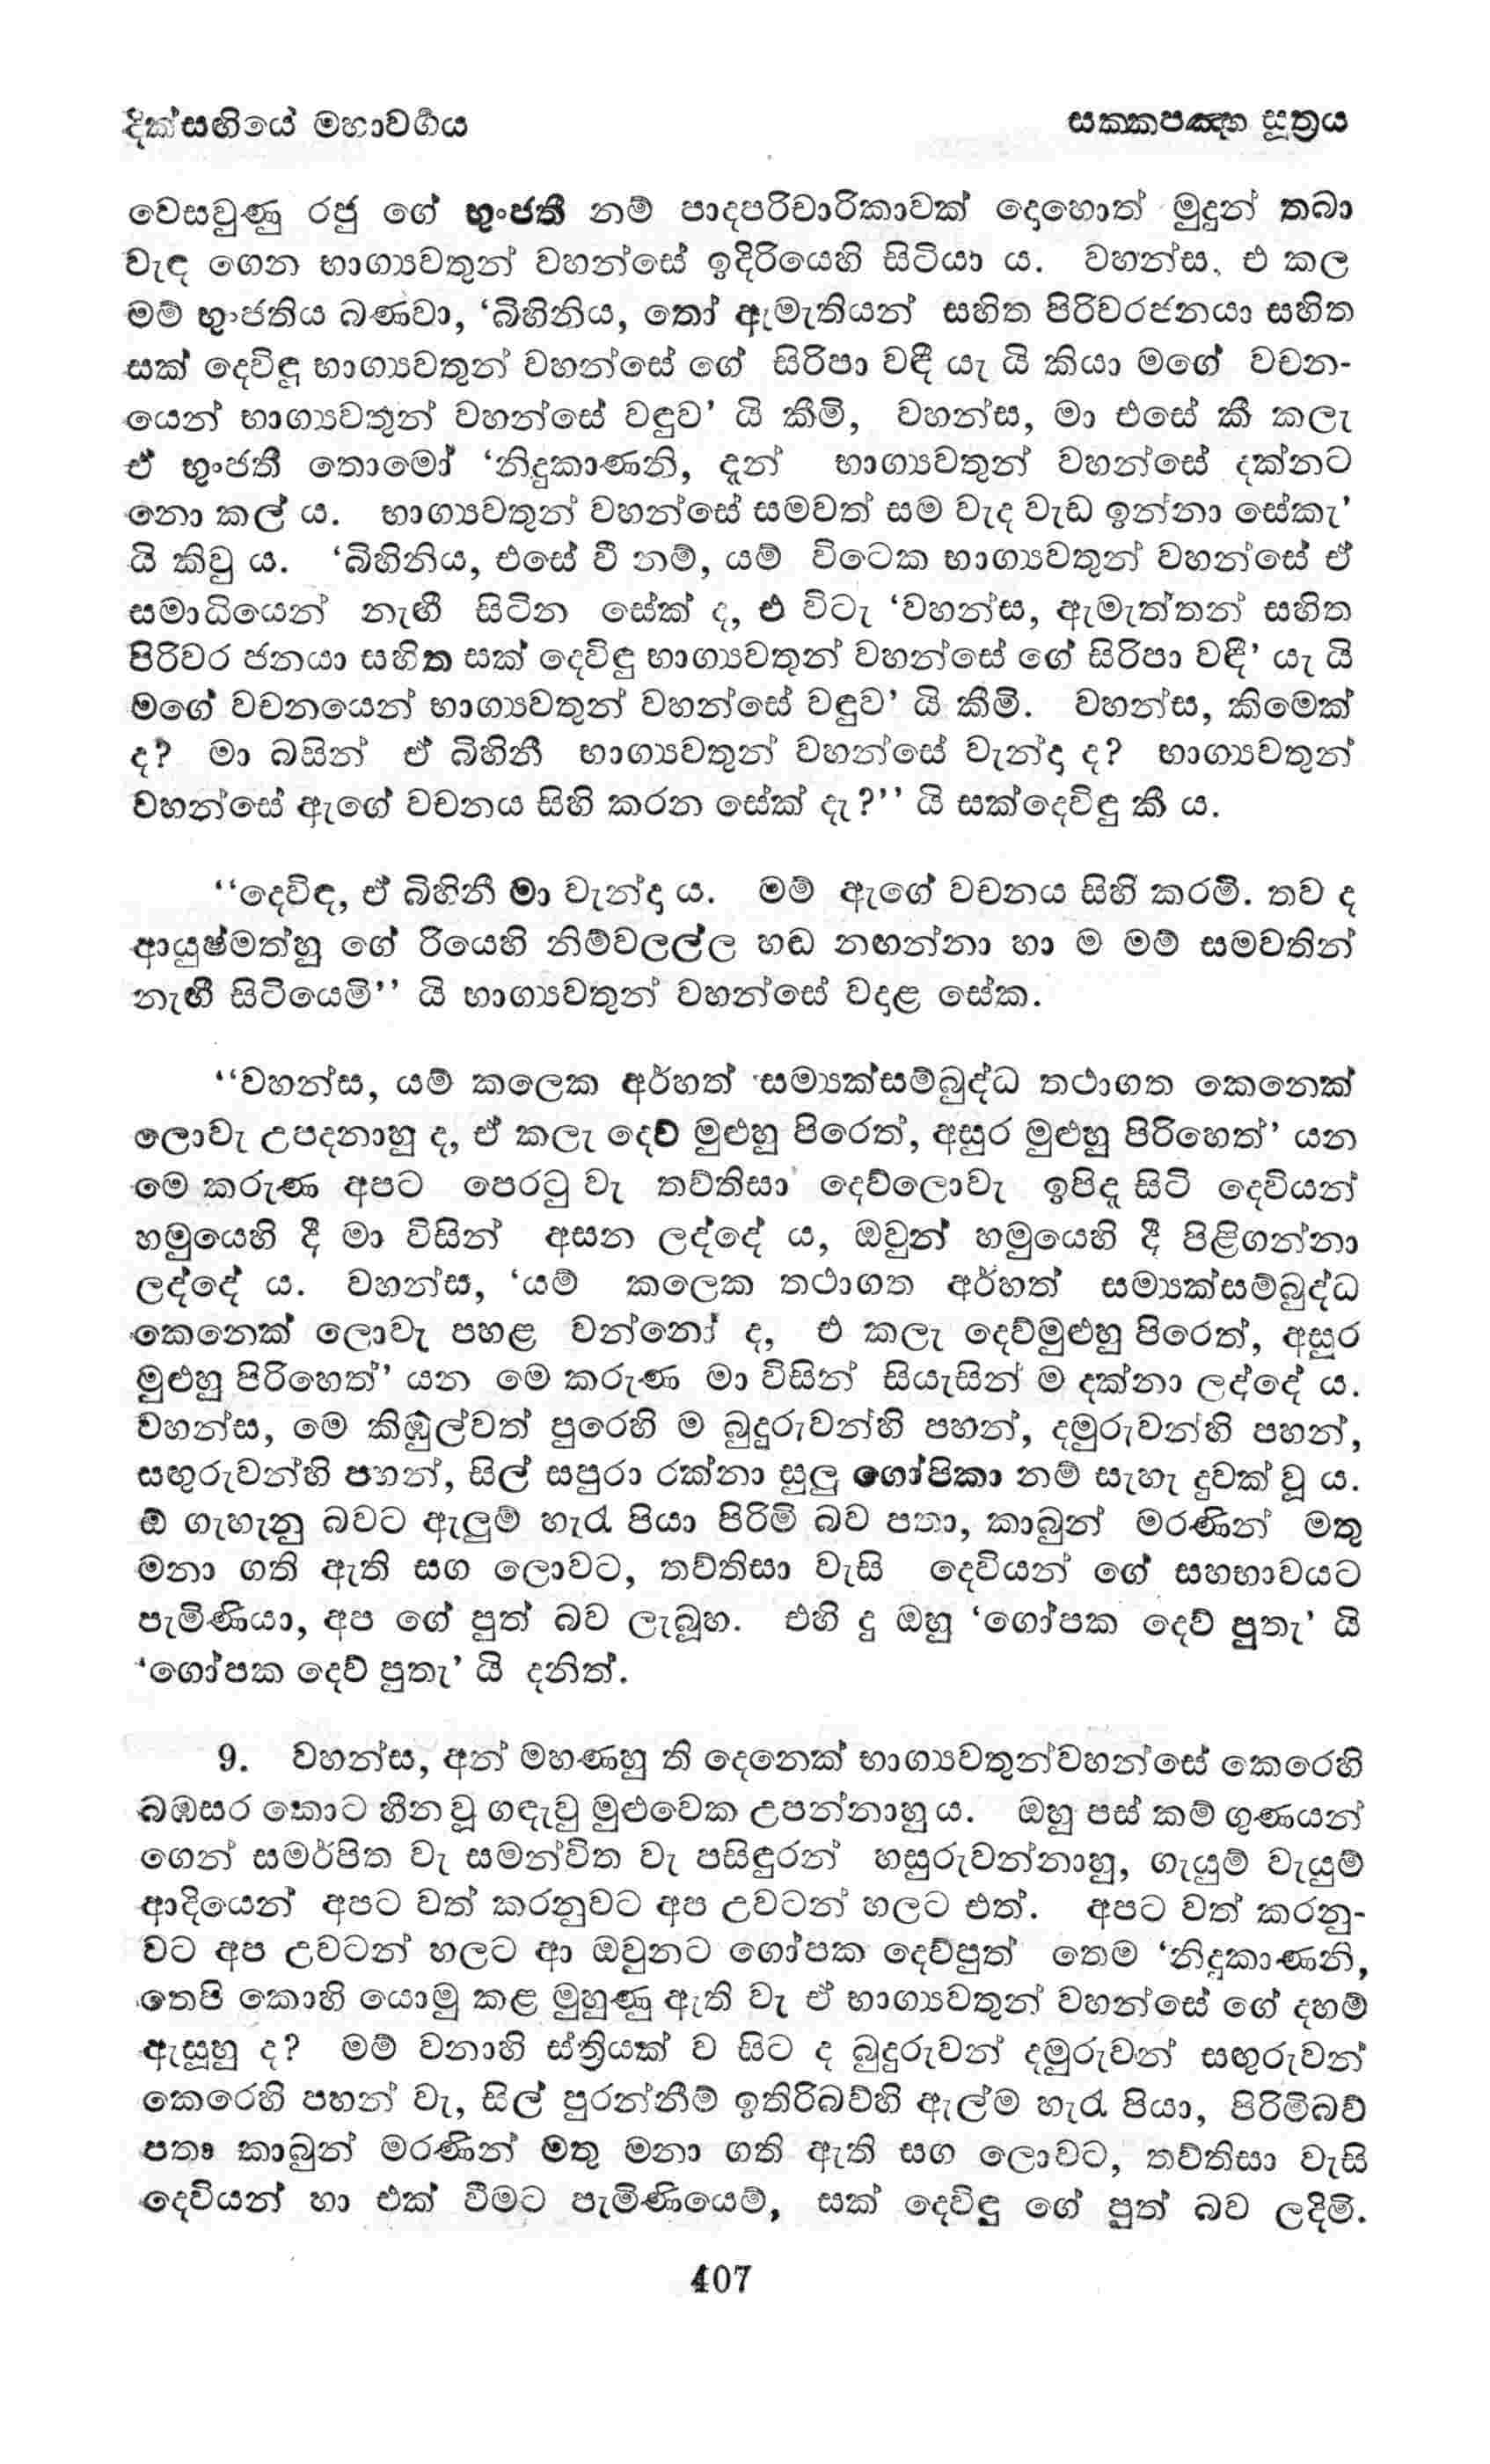 දික්සඟියේ මහාවර්‍ගය
සක්කපඤ්හ සූත්‍රය
වෙසවුණු රජු ගේ භුංජතී නම් පාදපරිචාරිකාවක් දොහොත් මුදුන් තබා
වැඳ ගෙන භාග්‍යවතුන් වහන්සේ ඉදිරියෙහි සිටියා ය. වහන්ස, එ කල
මම් භුංජතිය බණවා, ‘බිහිනිය, තෝ ඇමැතියන් සහිත පිරිවරජනයා සහිත
සක් දෙවිඳු භාග්‍යවතුන් වහන්සේ ගේ සිරිපා වඳී යැ යි කියා මගේ වචන-
යෙන් භාග්‍යවතුන් වහන්සේ වඳුව’ යි කීමි, වහන්ස, මා එසේ කී කලැ
ඒ භුංජතී තොමෝ ‘නිදුකාණනි, දැන් භාග්‍යවතුන් වහන්සේ දක්නට
නො කල් ය. භාග්‍යවතුන් වහන්සේ සමවත් සම වැද වැඩ ඉන්නා සේකැ’
යි කිවු ය. ‘බිහිනිය, එසේ වී නම්, යම් විටෙක භාග්‍යවතුන් වහන්සේ ඒ
සමාධියෙන් නැඟී සිටින සේක් ද, එ විටැ ‘වහන්ස, ඇමැත්තන් සහිත
පිරිවර ජනයා සහිත සක් දෙවිඳු භාග්‍යවතුන් වහන්සේ ගේ සිරිපා වඳී’ යැ යි
මගේ වචනයෙන් භාග්‍යවතුන් වහන්සේ වඳුව’ යි කීමි. වහන්ස, කිමෙක්
ද? මා බසින් ඒ බිහිනී භාග්‍යවතුන් වහන්සේ වැන්දා ද? භාග්‍යවතුන්
වහන්සේ ඇගේ වචනය සිහි කරන සේක් දැ?’’ යි සක්දෙවිඳු කී ය.
‘‘දෙවිඳ, ඒ බිහිනී මා වැන්දා ය. මම් ඇගේ වචනය සිහි කරමි. තව ද
ආයුෂ්මත්හු ගේ රියෙහි නිම්වලල්ල හඬ නඟන්නා හා ම මම් සමවතින්
නැඟී සිටියෙමි’’ යි භාග්‍යවතුන් වහන්සේ වදාළ සේක.
‘‘වහන්ස, යම් කලෙක අර්හත් සම්‍යක්සම්බුද්ධ තථාගත කෙනෙක්
ලොවැ උපදනාහු ද, ඒ කලැ දෙව් මුළුහු පිරෙත්, අසුර මුළුහු පිරිහෙත්’ යන
මෙ කරුණ අපට පෙරටු වැ තව්තිසා දෙව්ලොවැ ඉපිද සිටි දෙවියන්
හමුයෙහි දී මා විසින් අසන ලද්දේ ය, ඔවුන් හමුයෙහි දී පිළිගන්නා
ලද්දේ ය. වහන්ස, ‘යම් කලෙක තථාගත අර්හත් සම්‍යක්සම්බුද්ධ
කෙනෙක් ලොවැ පහළ වන්නෝ ද, එ කලැ දෙව්මුළුහු පිරෙත්, අසුර
මුළුහු පිරිහෙත්’ යන මෙ කරුණ මා විසින් සියැසින් ම දක්නා ලද්දේ ය.
වහන්ස, මෙ කිඹුල්වත් පුරෙහි ම බුදුරුවන්හි පහන්, දමුරුවන්හි පහන්,
සඟුරුවන්හි පහන්, සිල් සපුරා රක්නා සුලු ගෝපිකා නම් සැහැ දුවක් වූ ය.
ඕ ගැහැනු බවට ඇලුම් හැර පියා පිරිමි බව පතා, කාබුන් මරණින් මතු
මනා ගති ඇති සග ලොවට, තව්තිසා වැසි දෙවියන් ගේ සහභාවයට
පැමිණියා, අප ගේ පුත් බව ලැබූහ. එහි දු ඔහු ‘ගෝපක දෙව් පුතැ’ යි
‘ගෝපක දෙව් පුතැ’ යි දනිත්.
9. වහන්ස, අන් මහණහු ති දෙනෙක් භාග්‍යවතුන්වහන්සේ කෙරෙහි
බඹසර කොට හීන වූ ගඳැවු මුළුවෙක උපන්නාහු ය. ඔහු පස් කම් ගුණයන්
ගෙන් සමර්පිත වැ සමන්විත වැ පසිඳුරන් හසුරුවන්නාහු, ගැයුම් වැයුම්
ආදියෙන් අපට වත් කරනුවට අප උවටන් හලට එත්. අපට වත් කරනු-
වට අප උවටන් හලට ආ ඔවුනට ගෝපක දෙව්පුත් තෙම ‘නිදුකාණනි,
තෙපි කොහි යොමු කළ මුහුණු ඇති වැ ඒ භාග්‍යවතුන් වහන්සේ ගේ දහම්
ඇසූහු ද? මම් වනාහි ස්ත්‍රියක් ව සිට ද බුදුරුවන් දමුරුවන් සඟුරුවන්
කෙරෙහි පහන් වැ, සිල් පුරන්නීම් ඉතිරිබව්හි ඇල්ම හැර පියා, පිරිමිබව්
පතා කාබුන් මරණින් මතු මනා ගති ඇති සග ලොවට, තව්තිසා වැසි
දෙවියන් හා එක් වීමට පැමිණියෙම්, සක් දෙවිඳු ගේ පුත් බව ලදිමි.
407